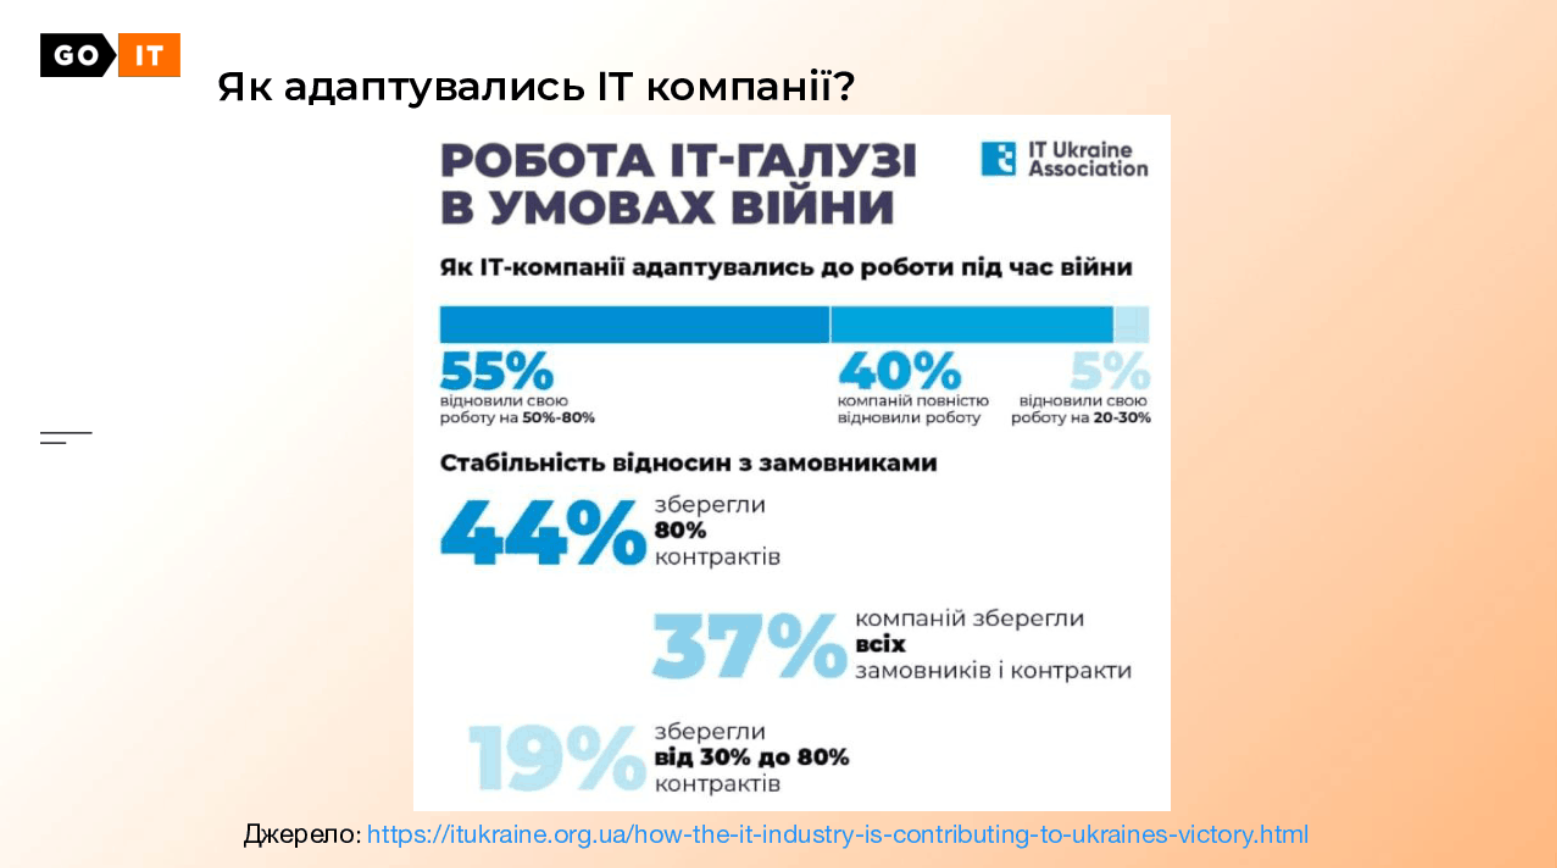 GO IT
Як адаптувались ІТ компанії?
РОБОТА ІТ-ГАЛУЗІ
В УМОВАХ ВІЙНИ
IT Ukraine
Association
Як ІТ-компанії адаптувались до роботи під час війни
55%
відновили свою
роботу на 50%-80%
40%
компаній повністю
відновили роботу
5%
відновили свою
роботу на 20-30%
Стабільність відносин з замовниками
44%
зберегли
80%
контрактів
37%
компаній зберегли
всіх
замовників і контракти
19%
зберегли
від 30% до 80%
контрактів
Джерело: https://itukraine.org.ua/how-the-it-industry-is-contributing-to-ukraines-victory.html